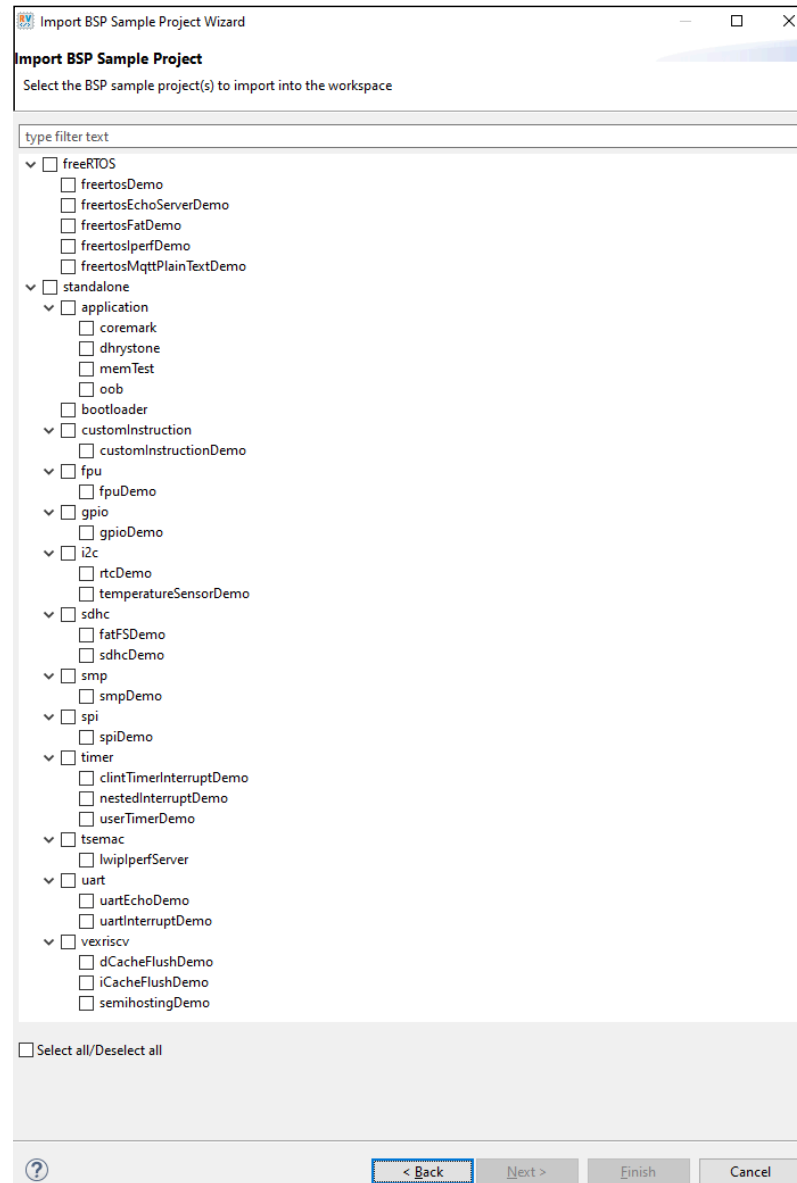 Import BSP Sample Project Wizard
Import BSP Sample Project
Select the BSP sample project(s) to import into the workspace
type filter text
freeRTOS
freertosDemo
freertosEchoServerDemo
freertosFatDemo
freertosIperfDemo
freertosMqttPlainTextDemo
standalone
application
coremark
dhrystone
memTest
oob
bootloader
customInstruction
customInstructionDemo
fpu
fpuDemo
gpio
gpioDemo
i2c
rtcDemo
temperatureSensorDemo
sdhc
fatFSDemo
sdhcDemo
smp
smpDemo
spi
spiDemo
timer
clintTimerInterruptDemo
nestedInterruptDemo
userTimerDemo
tsemac
lwipIperfServer
uart
uartEchoDemo
uartInterruptDemo
vexriscv
dCacheFlushDemo
iCacheFlushDemo
semihostingDemo
Select all/Deselect all
< Back Next > Finish Cancel